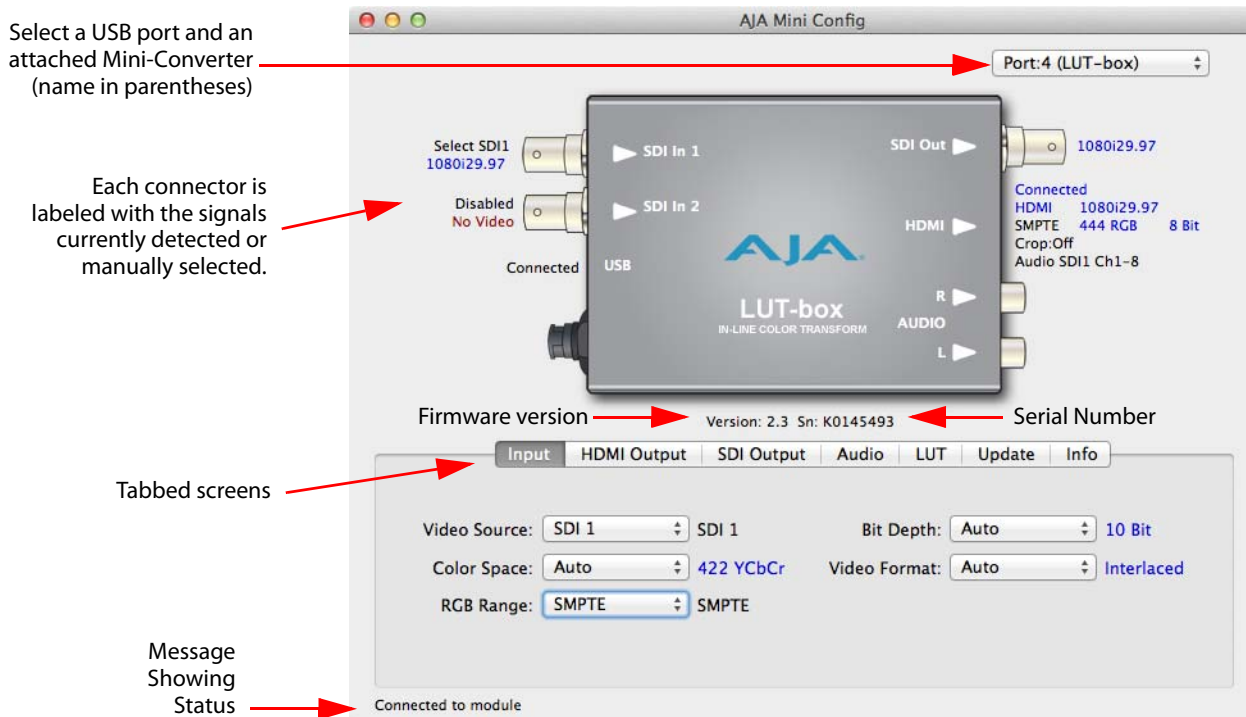 AJA Mini Config
Select a USB port and an
attached Mini-Converter
(name in parentheses)
Port:4 (LUT-box)
Each connector is
labeled with the signals
currently detected or
manually selected.
Select SDI1
1080i29.97
Disabled
No Video
Connected
SDI In 1
SDI In 2
USB
SDI Out
HDMI
R
AUDIO
L
AJA
LUT-box
IN-LINE COLOR TRANSFORM
1080i29.97
Connected
HDMI 1080i29.97
SMPTE 444 RGB 8 Bit
Crop:Off
Audio SDI1 Ch1-8
Firmware version
Version: 2.3 Sn: K0145493
Serial Number
Tabbed screens
Input HDMI Output SDI Output Audio LUT Update Info
Video Source: SDI 1 SDI 1 Bit Depth: Auto 10 Bit
Color Space: Auto 422 YCbCr Video Format: Auto Interlaced
RGB Range: SMPTE SMPTE
Message
Showing
Status
Connected to module